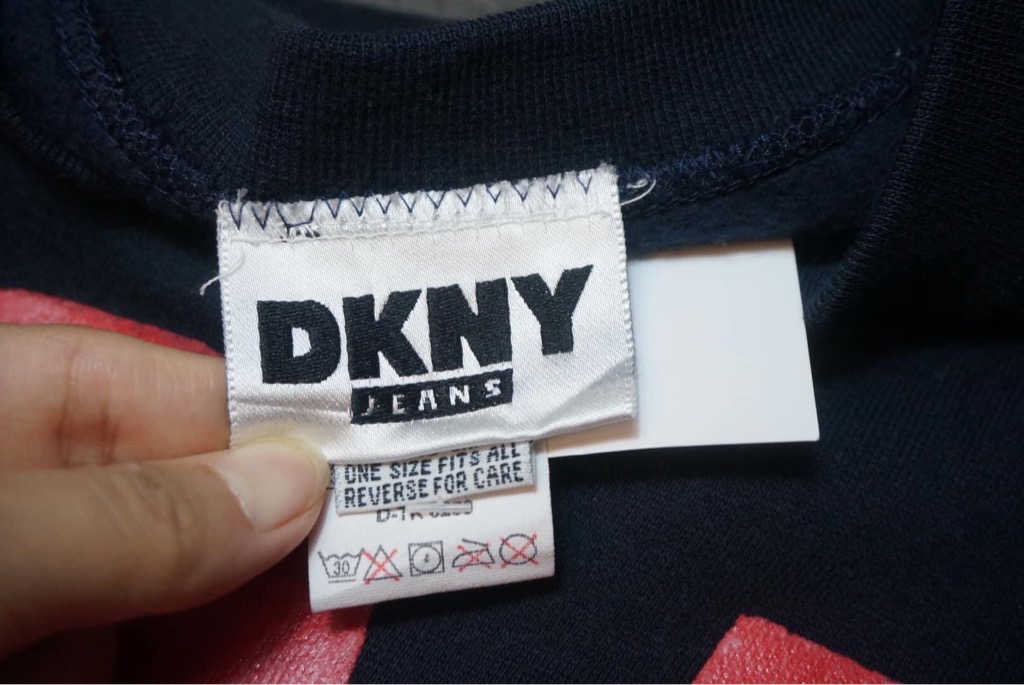 DKNY
JEANS
ONE SIZE FITS ALL
REVERSE FOR CARE
30